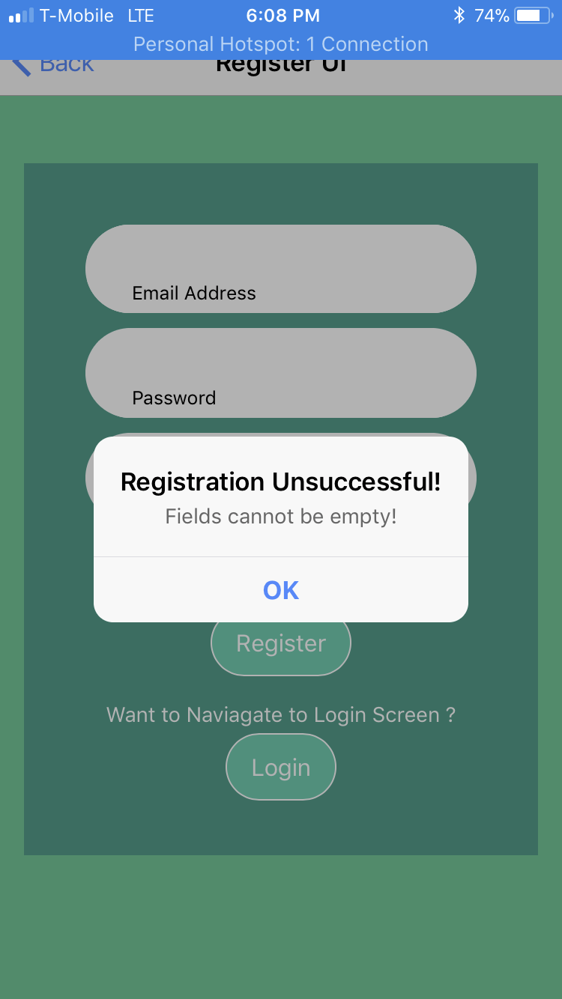 T-Mobile LTE 6:08 PM 74%
Personal Hotspot: 1 Connection
Back Register UI
Email Address
Password
Registration Unsuccessful!
Fields cannot be empty!
OK
Register
Want to Naviagate to Login Screen ?
Login